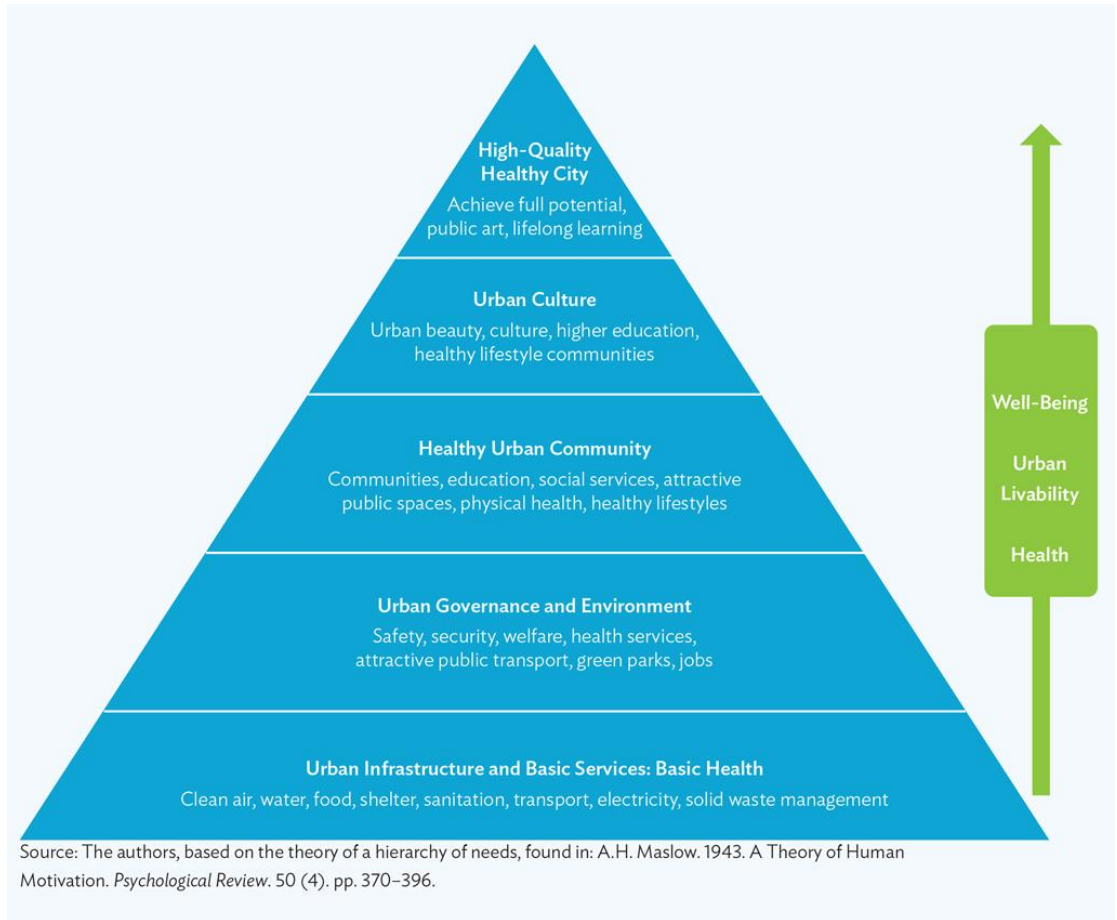 High-Quality
Healthy City
Achieve full potential,
public art, lifelong learning
Urban Culture
Urban beauty, culture, higher education,
healthy lifestyle communities
Healthy Urban Community
Communities, education, social services, attractive
public spaces, physical health, healthy lifestyles
Urban Governance and Environment
Safety, security, welfare, health services,
attractive public transport, green parks, jobs
Urban Infrastructure and Basic Services: Basic Health
Clean air, water, food, shelter, sanitation, transport, electricity, solid waste management
Well-Being
Urban
Livability
Health
Source: The authors, based on the theory of a hierarchy of needs, found in: A.H. Maslow. 1943. A Theory of Human
Motivation. Psychological Review. 50 (4). pp. 370–396.